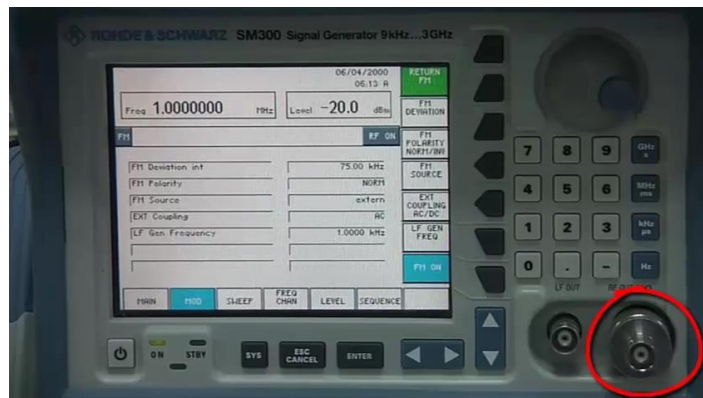 ROHDE & SCHWARZ SM300 Signal Generator 9kHz...3GHz
06/04/2000
06:13 A
Freq 1.0000000 MHz
Level -20.0 dBm
RETURN
FM
FM
DEVIATION
FM
RF ON
FM
POLARITY
NORM/INV
FM Deviation int 75.00 kHz
FM
SOURCE
FM Polarity NORM
FM Source extern
EXT
COUPLING
AC/DC
EXT Coupling AC
LF Gen Frequency 1.0000 kHz
LF GEN
FREQ
FM ON
MAIN MOD SWEEP FREQ CHAN LEVEL SEQUENCE
7 8 9 GHz s
4 5 6 MHz ms
1 2 3 kHz µs
0 . - Hz
LF OUT
ON STBY
SYS
ESC
CANCEL
ENTER